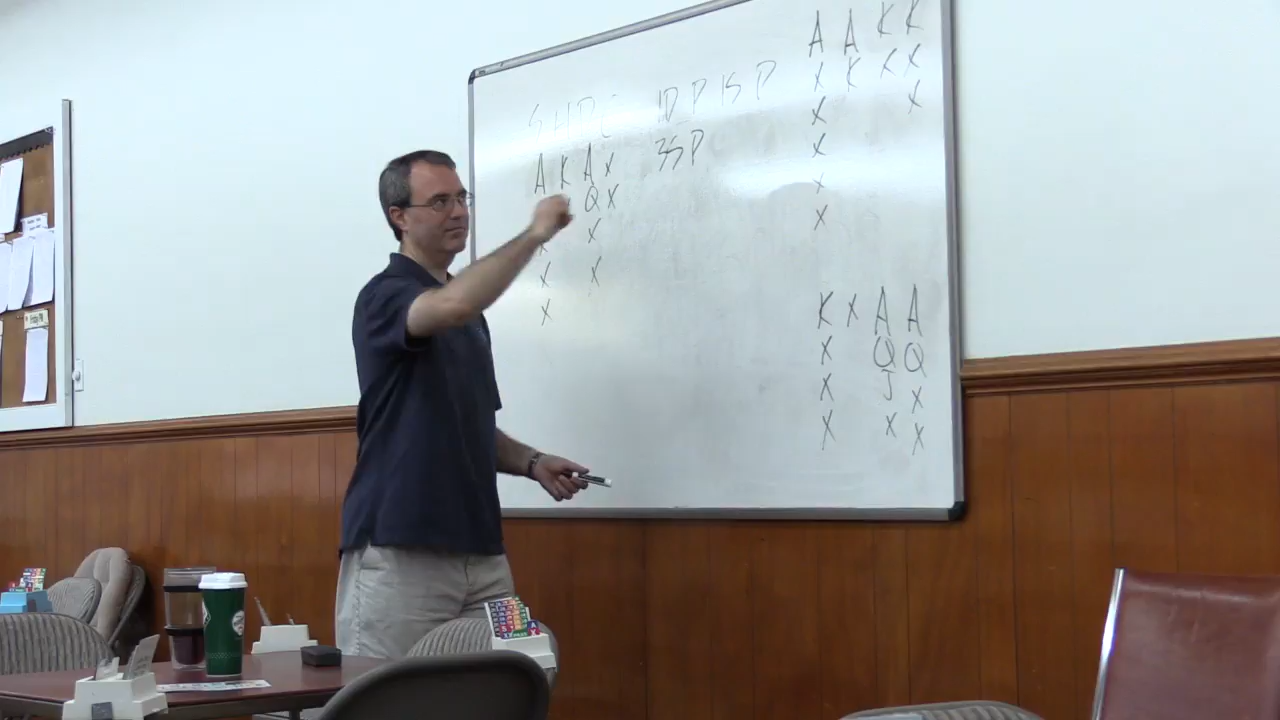 S H D C 1D P 1S P
A K A X 3S P
Q X
X
X X
X
A A K K
X K X X
X X
X
X
X
K X A A
X Q Q
X J X
X X X